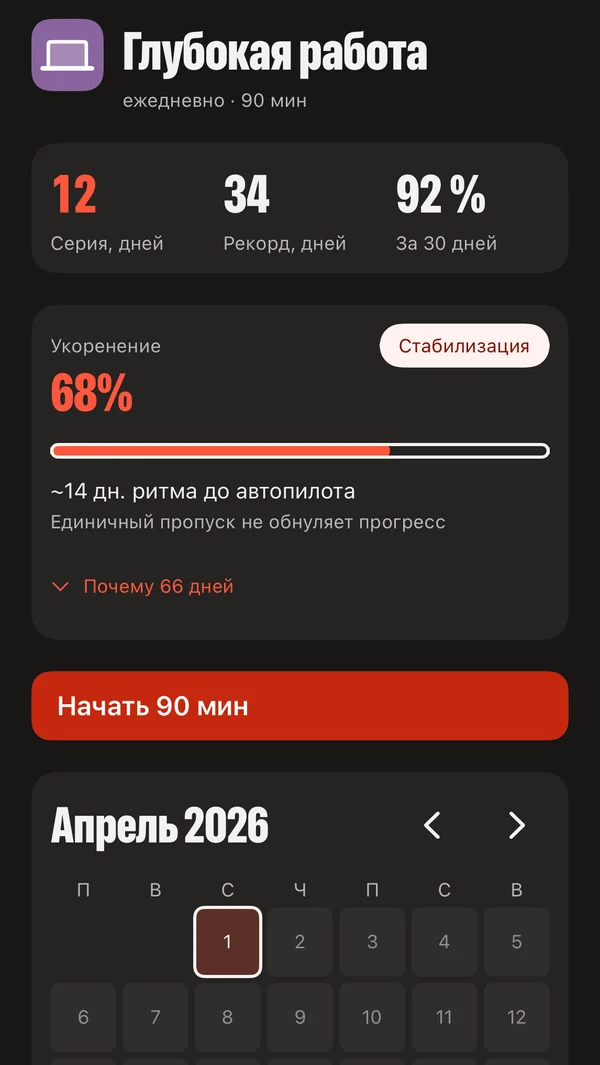 Глубокая работа
ежедневно · 90 мин
12 34 92 %
Серия, дней Рекорд, дней За 30 дней
Укоренение Стабилизация
68%
~14 дн. ритма до автопилота
Единичный пропуск не обнуляет прогресс
Почему 66 дней
Начать 90 мин
Апрель 2026
П В С Ч П С В
1 2 3 4 5
6 7 8 9 10 11 12